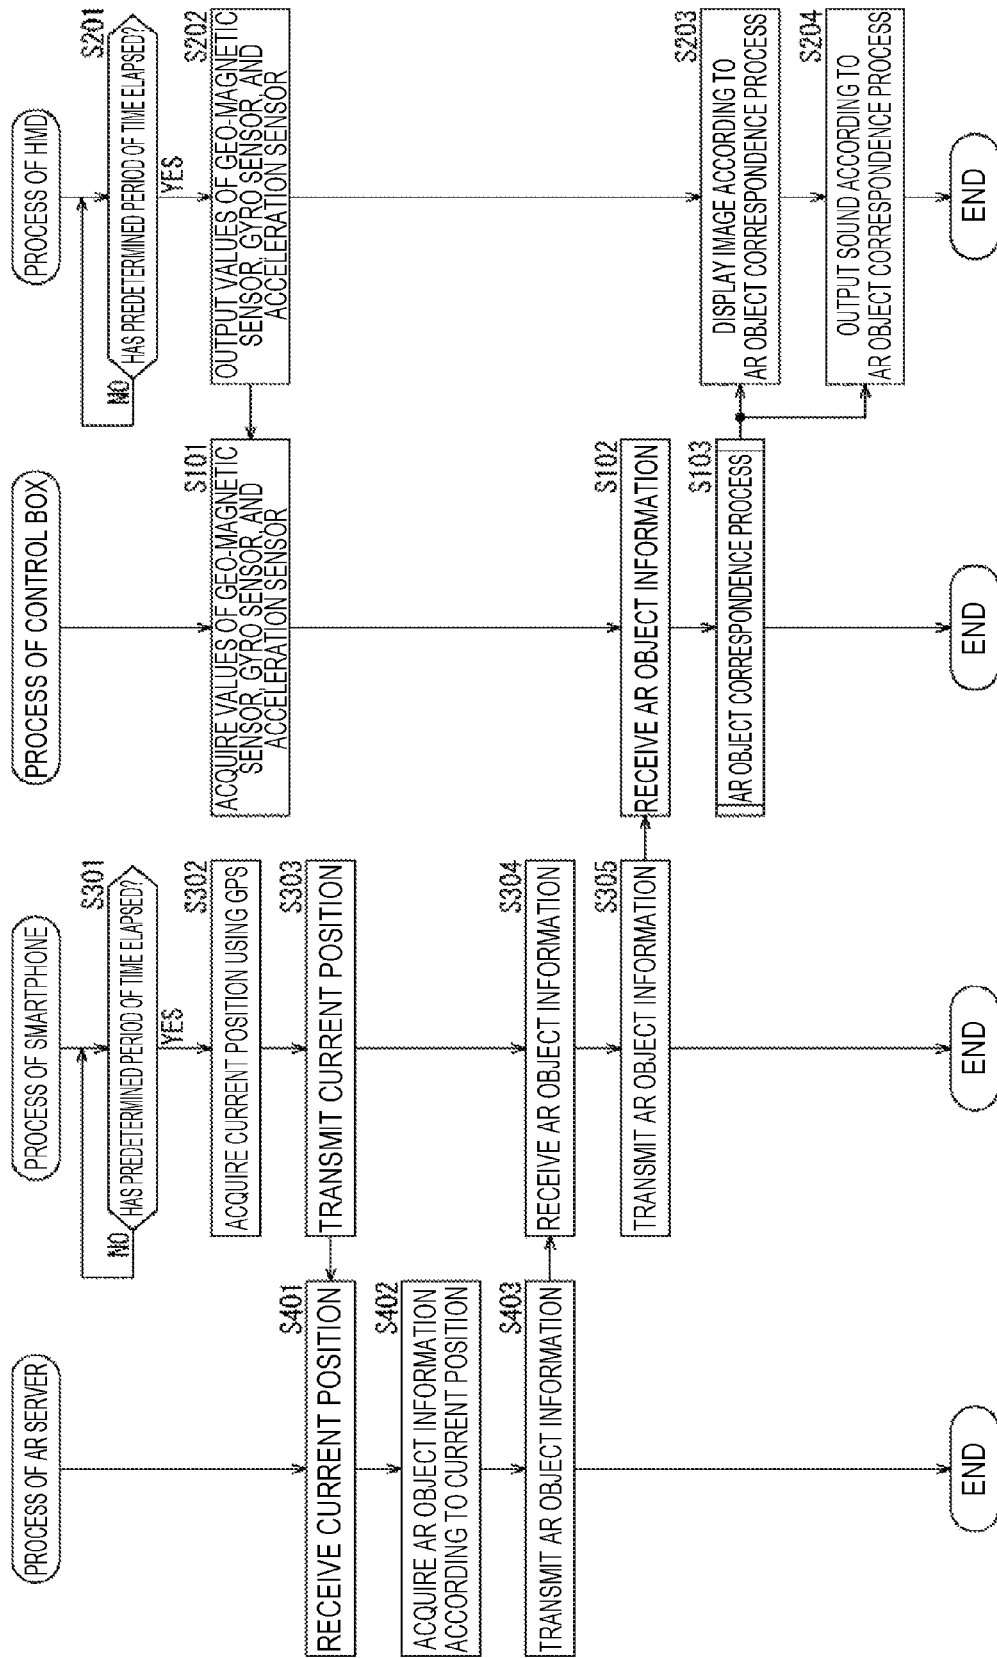 PROCESS OF AR SERVER
S401
RECEIVE CURRENT POSITION
S402
ACQUIRE AR OBJECT INFORMATION
ACCORDING TO CURRENT POSITION
S403
TRANSMIT AR OBJECT INFORMATION
END
PROCESS OF SMARTPHONE
S301
HAS PREDETERMINED PERIOD OF TIME ELAPSED?
NO
YES
S302
ACQUIRE CURRENT POSITION USING GPS
S303
TRANSMIT CURRENT POSITION
S304
RECEIVE AR OBJECT INFORMATION
S305
TRANSMIT AR OBJECT INFORMATION
END
PROCESS OF CONTROL BOX
S101
ACQUIRE VALUES OF GEO-MAGNETIC
SENSOR, GYRO SENSOR, AND
ACCELERATION SENSOR
S102
RECEIVE AR OBJECT INFORMATION
S103
AR OBJECT CORRESPONDENCE PROCESS
END
PROCESS OF HMD
S201
HAS PREDETERMINED PERIOD OF TIME ELAPSED?
NO
YES
S202
OUTPUT VALUES OF GEO-MAGNETIC
SENSOR, GYRO SENSOR, AND
ACCELERATION SENSOR
S203
DISPLAY IMAGE ACCORDING TO
AR OBJECT CORRESPONDENCE PROCESS
S204
OUTPUT SOUND ACCORDING TO
AR OBJECT CORRESPONDENCE PROCESS
END